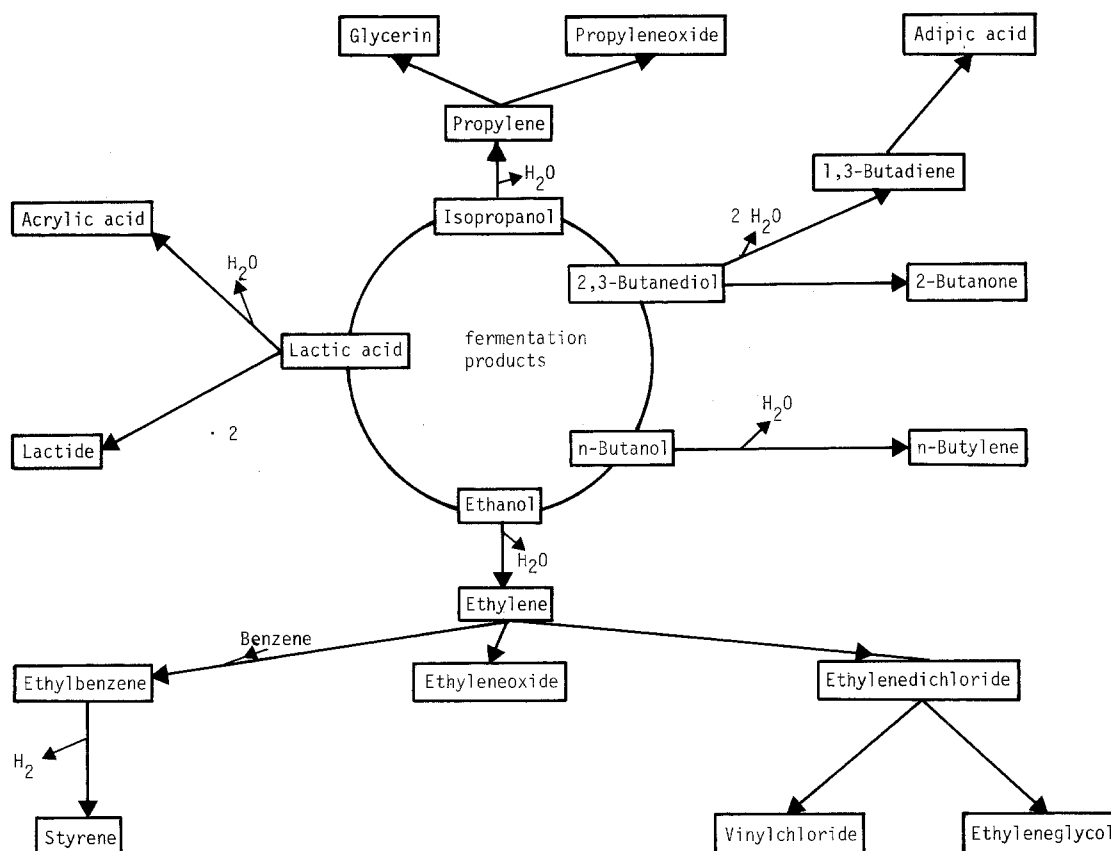 Glycerin
Propyleneoxide
Adipic acid
Propylene
H2O
1,3-Butadiene
Acrylic acid
Isopropanol
2 H2O
H2O
2,3-Butanediol
2-Butanone
Lactic acid
fermentation
products
H2O
Lactide
2
n-Butanol
n-Butylene
Ethanol
H2O
Ethylene
Benzene
Ethylbenzene
Ethyleneoxide
Ethylenedichloride
H2
Styrene
Vinylchloride
Ethyleneglycol